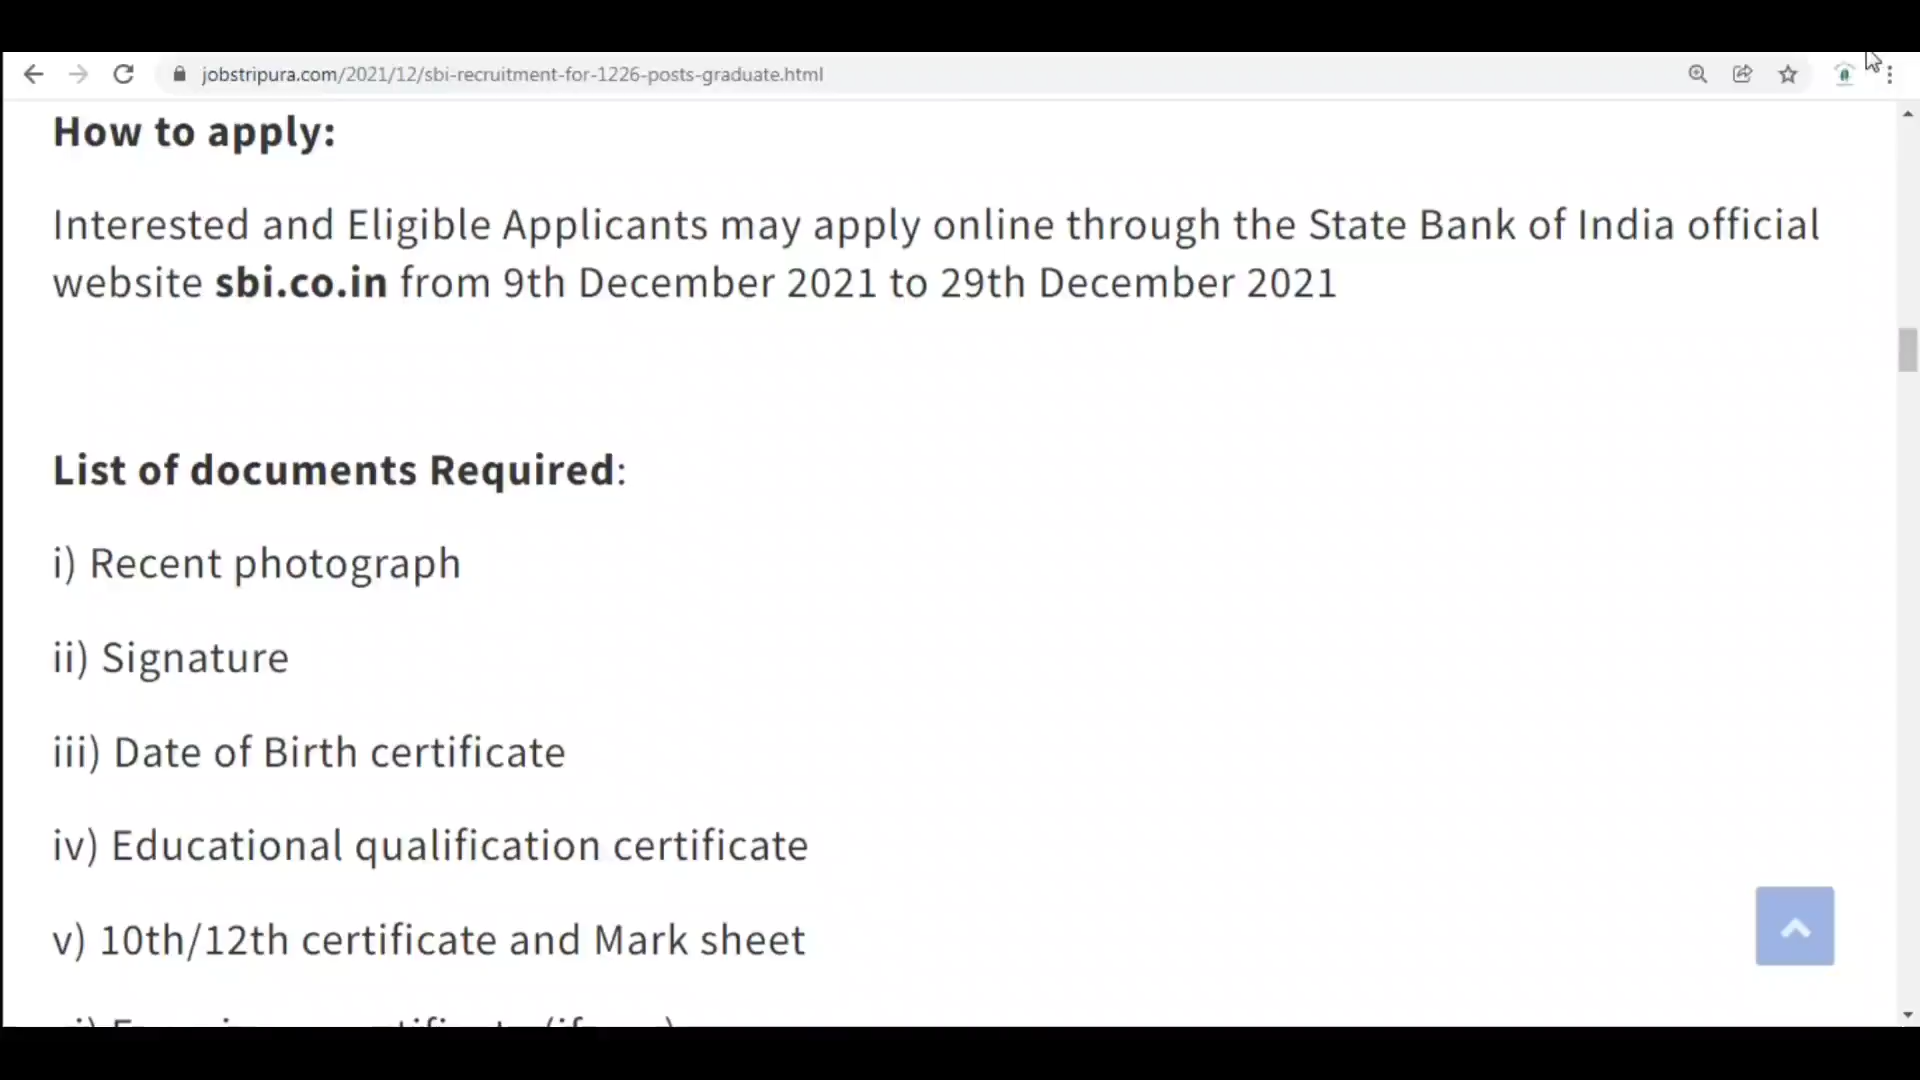 jobstripura.com/2021/12/sbi-recruitment-for-1226-posts-graduate.html
How to apply:
Interested and Eligible Applicants may apply online through the State Bank of India official
website sbi.co.in from 9th December 2021 to 29th December 2021
List of documents Required:
i) Recent photograph
ii) Signature
iii) Date of Birth certificate
iv) Educational qualification certificate
v) 10th/12th certificate and Mark sheet